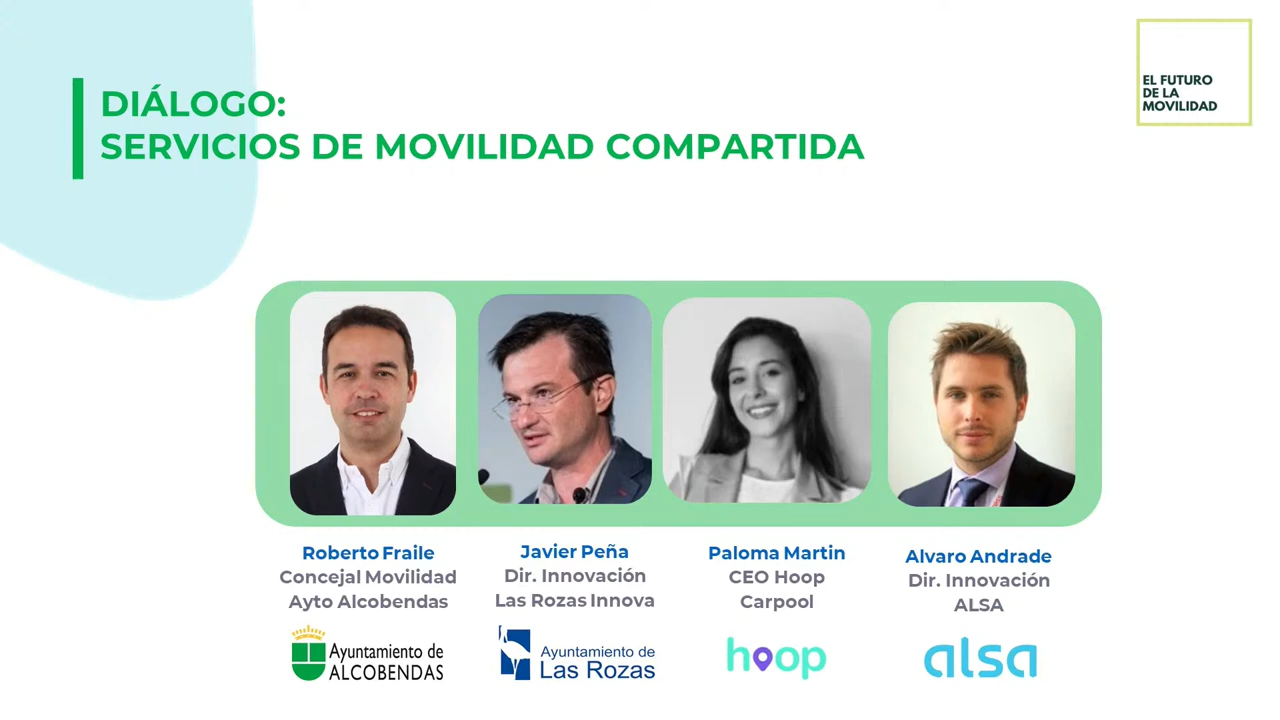 DIÁLOGO:
SERVICIOS DE MOVILIDAD COMPARTIDA
EL FUTURO
DE LA
MOVILIDAD
Roberto Fraile
Concejal Movilidad
Ayto Alcobendas
Ayuntamiento de
ALCOBENDAS
Javier Peña
Dir. Innovación
Las Rozas Innova
Ayuntamiento de
Las Rozas
Paloma Martin
CEO Hoop
Carpool
hoop
Alvaro Andrade
Dir. Innovación
ALSA
alsa